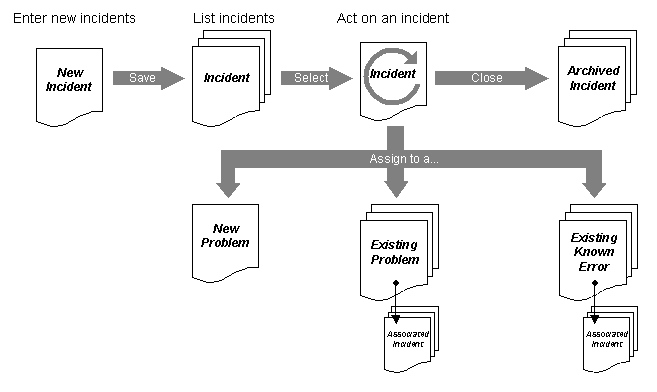 Enter new incidents
List incidents
Act on an incident
New
Incident
Save
Incident
Select
Incident
Close
Archived
Incident
Assign to a...
New
Problem
Existing
Problem
Existing
Known
Error
Associated
Incident
Associated
Incident